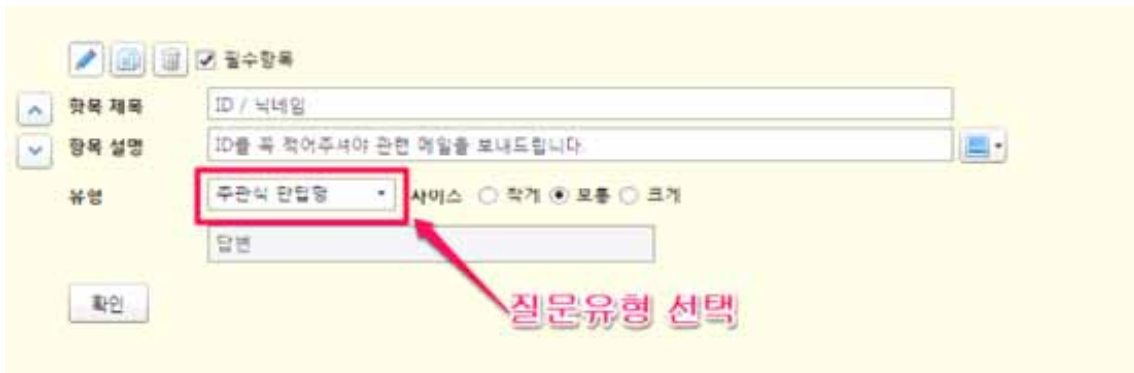 필수항목
항목 제목 ID / 닉네임
항목 설명 ID를 꼭 적어주셔야 관련 메일을 보내드립니다.
유형 주관식 단답형 사이즈 작게 보통 크게
답변
확인
질문유형 선택